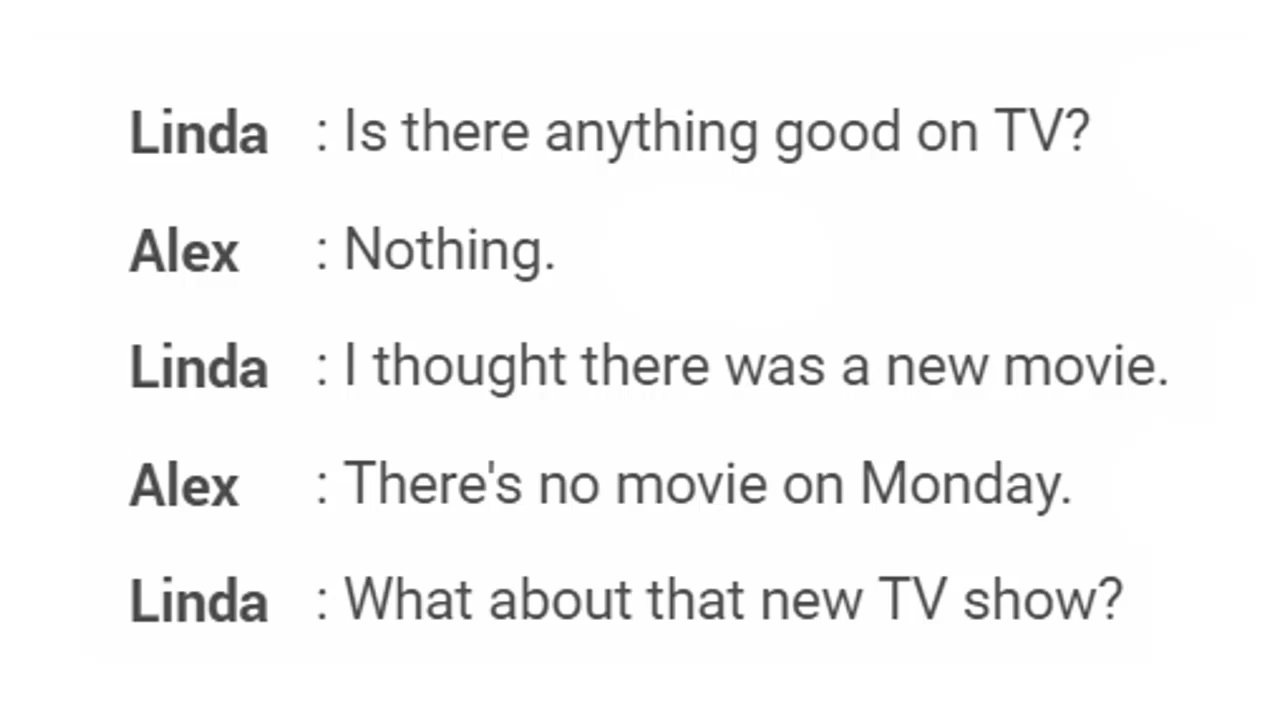 Linda : Is there anything good on TV?
Alex : Nothing.
Linda : I thought there was a new movie.
Alex : There's no movie on Monday.
Linda : What about that new TV show?